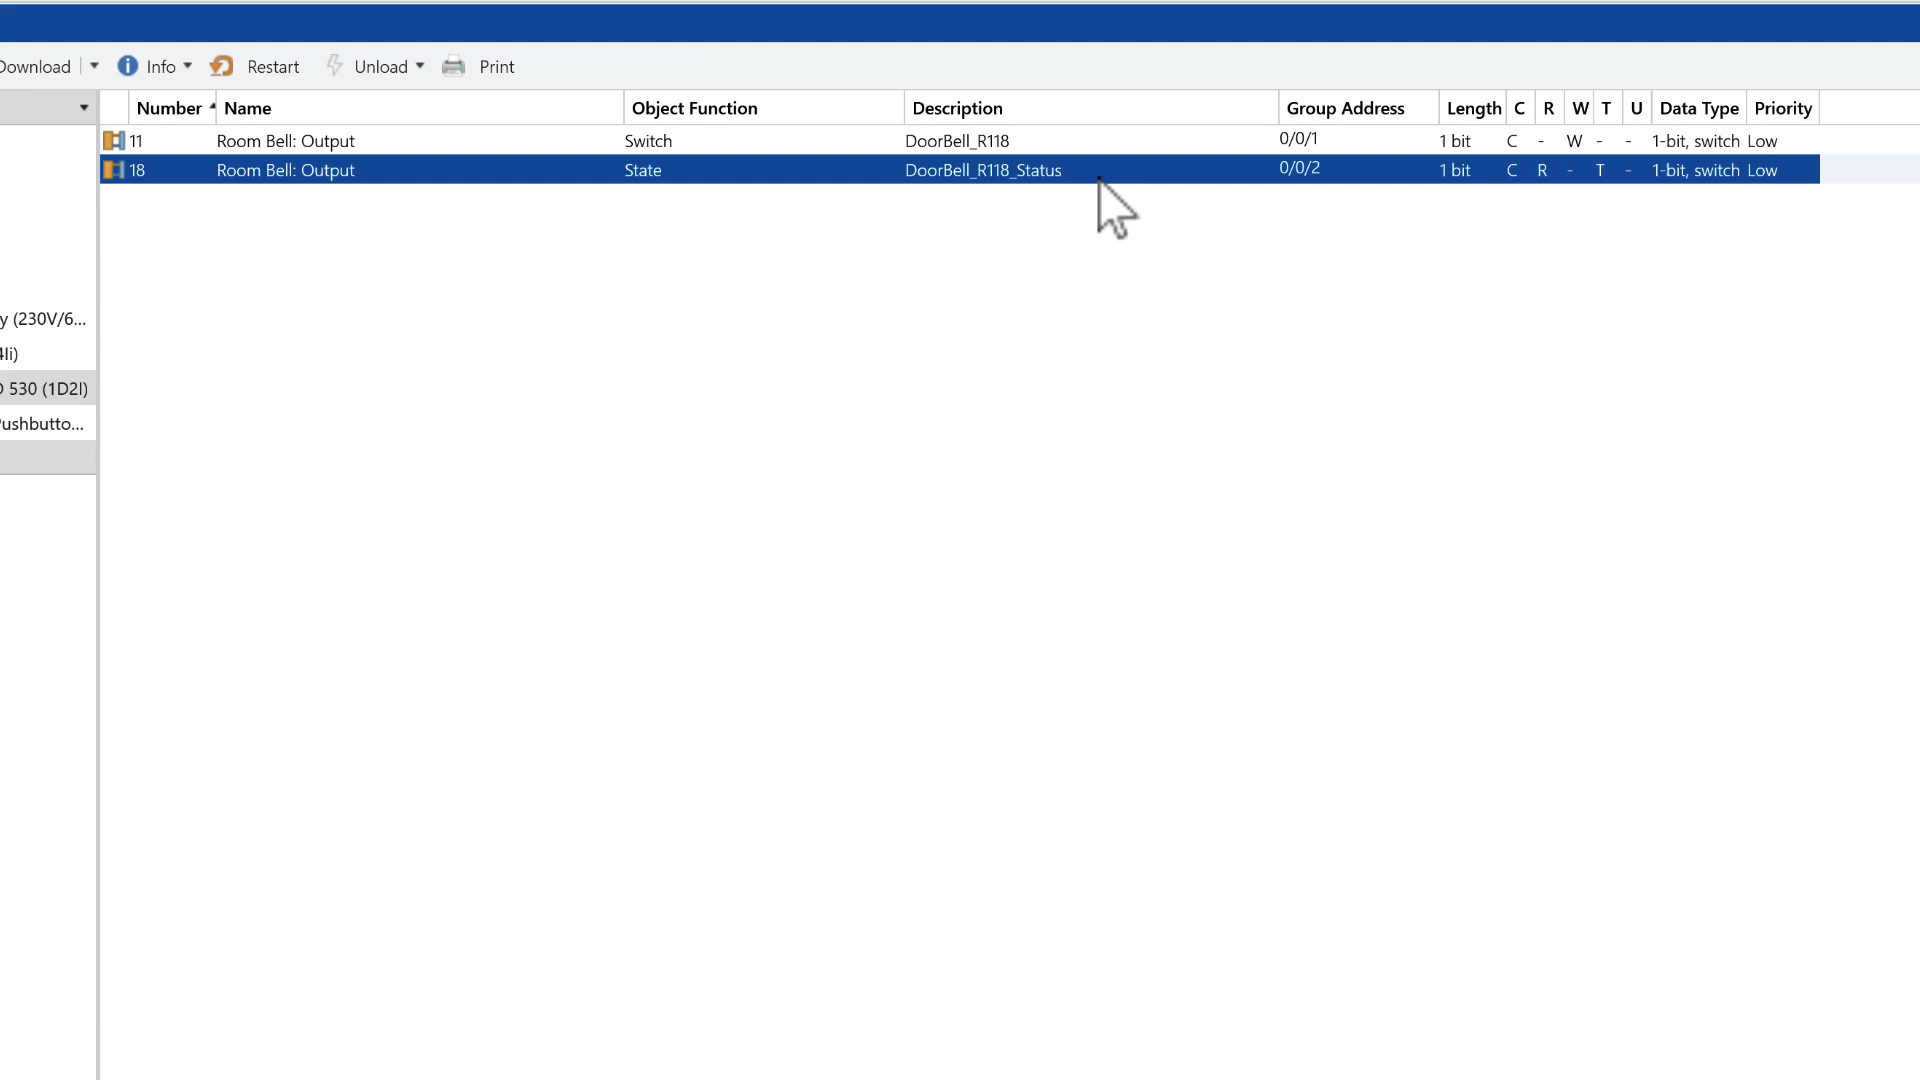 Download Info Restart Unload Print
Number Name Object Function Description Group Address Length C R W T U Data Type Priority
11 Room Bell: Output Switch DoorBell_R118 0/0/1 1 bit C - W - - 1-bit, switch Low
18 Room Bell: Output State DoorBell_R118_Status 0/0/2 1 bit C R - T - 1-bit, switch Low
y (230V/6...
4li)
530 (1D2I)
Pushbutto...